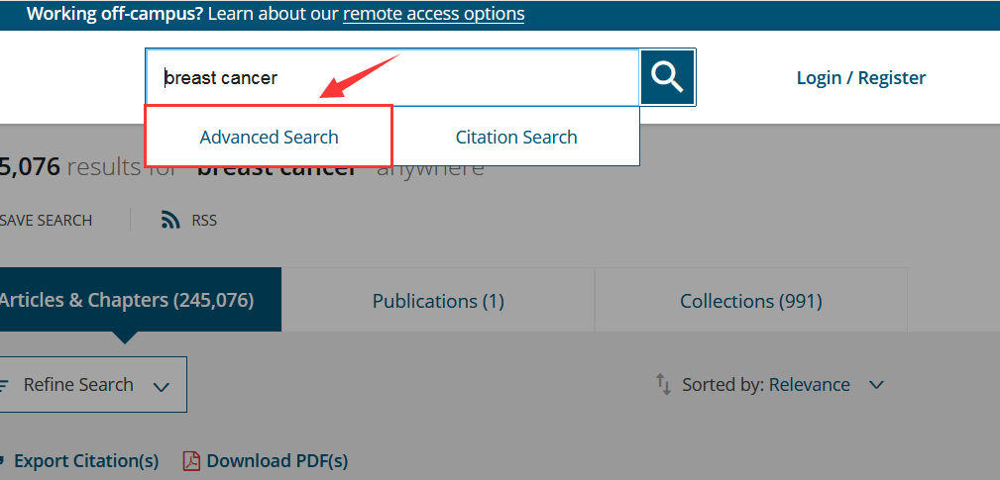 Working off-campus? Learn about our remote access options
breast cancer
Login / Register
Advanced Search
Citation Search
5,076 results for "breast cancer" anywhere
SAVE SEARCH
RSS
Articles & Chapters (245,076)
Publications (1)
Collections (991)
Refine Search
Sorted by: Relevance
Export Citation(s)
Download PDF(s)